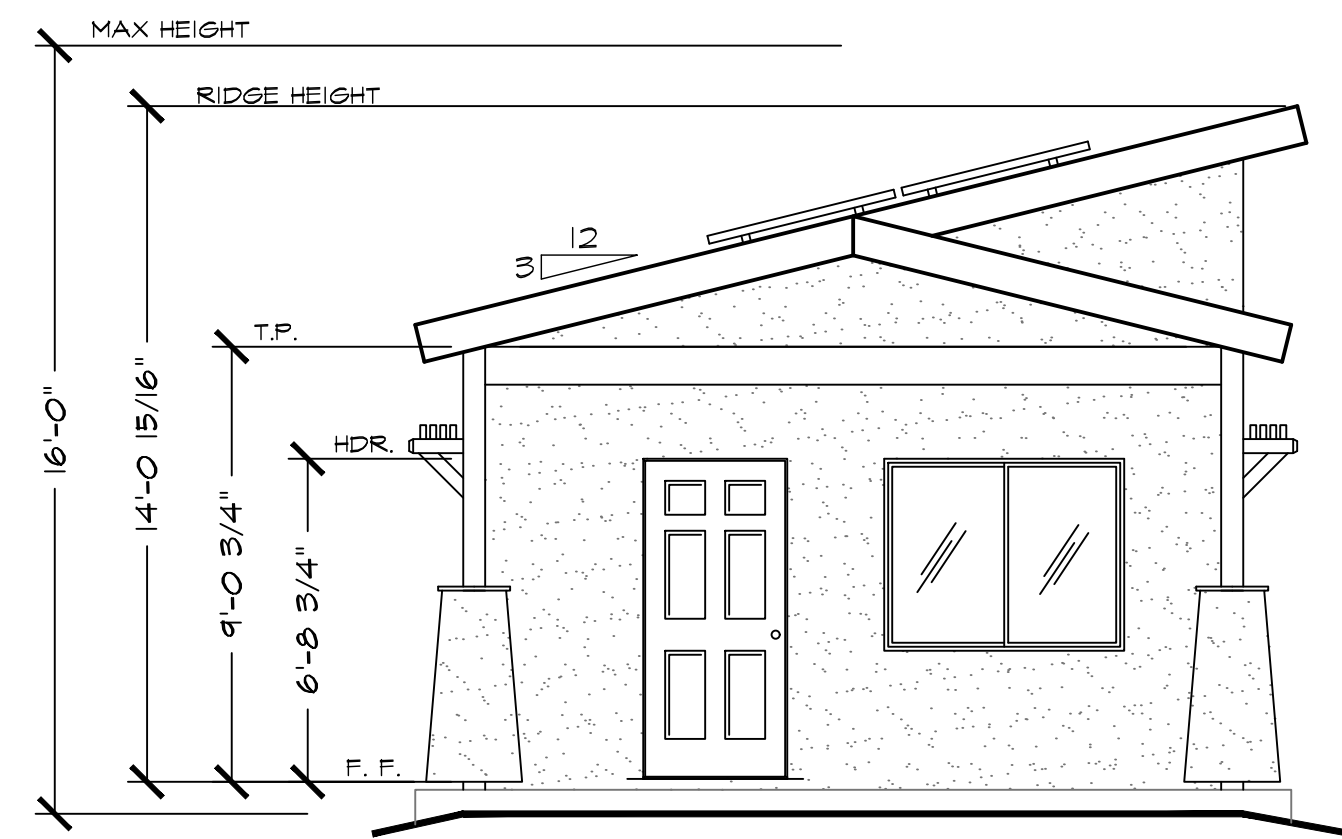 MAX HEIGHT
RIDGE HEIGHT
12
3
T.P.
HDR.
16'-0"
14'-0 15/16"
9'-0 3/4"
6'-8 3/4"
F. F.